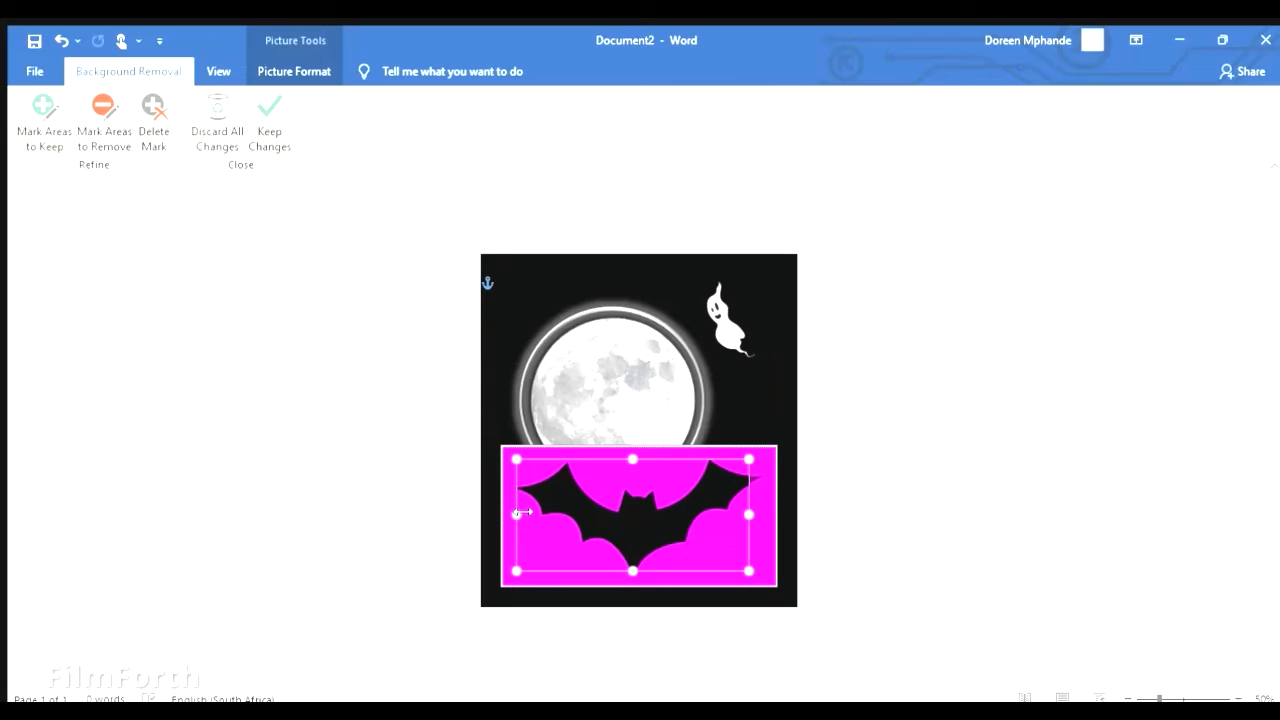 Picture Tools
Document2 - Word
Doreen Mphande
File
Background Removal
View
Picture Format
Tell me what you want to do
Share
Mark Areas to Keep
Mark Areas to Remove
Delete Mark
Discard All Changes
Keep Changes
Refine
Close
FilmForth
Page 1 of 1
0 words
English (South Africa)
50%